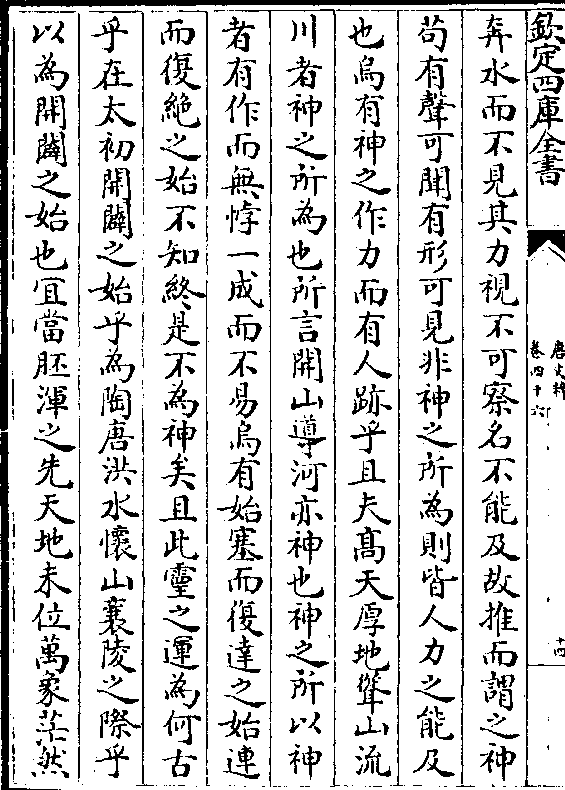 欽定四庫全書
唐文粹
卷四十六
十四
奔水而不見其力視不可察名不能及故推而謂之神
苟有聲可聞有形可見非神之所為則皆人力之能及
也烏有神之作力而有人跡乎且夫髙天厚地聳山流
川者神之所為也所言開山導河亦神也神之所以神
者有作而無悖一成而不易烏有始塞而復達之始連
而復絶之始不知終是不為神矣且此靈之運為何古
乎在太初開闢之始乎為陶唐洪水懷山襄陵之際乎
以為開闢之始也冝當胚渾之先天地未位萬象茫然